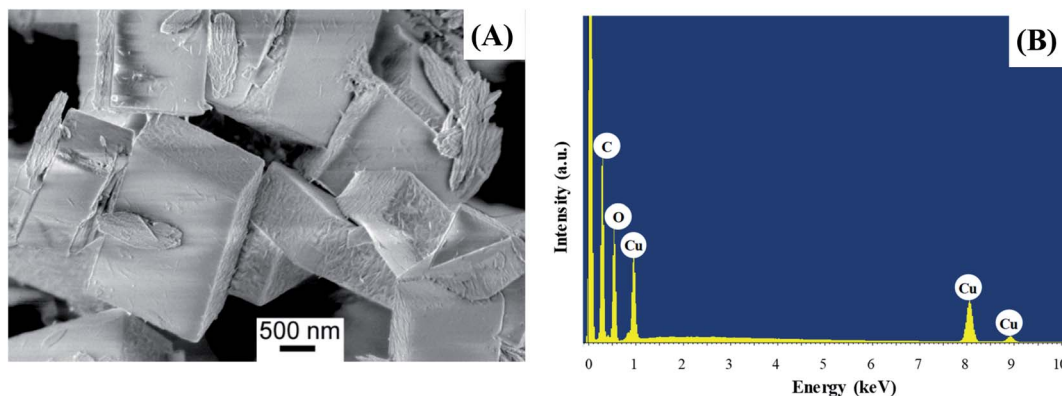 (A)
500 nm
(B)
Intensity (a.u.)
C
O
Cu
Cu
Cu
0 1 2 3 4 5 6 7 8 9 10
Energy (keV)